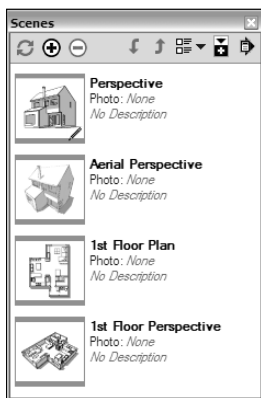 Scenes
Perspective
Photo: None
No Description
Aerial Perspective
Photo: None
No Description
1st Floor Plan
Photo: None
No Description
1st Floor Perspective
Photo: None
No Description